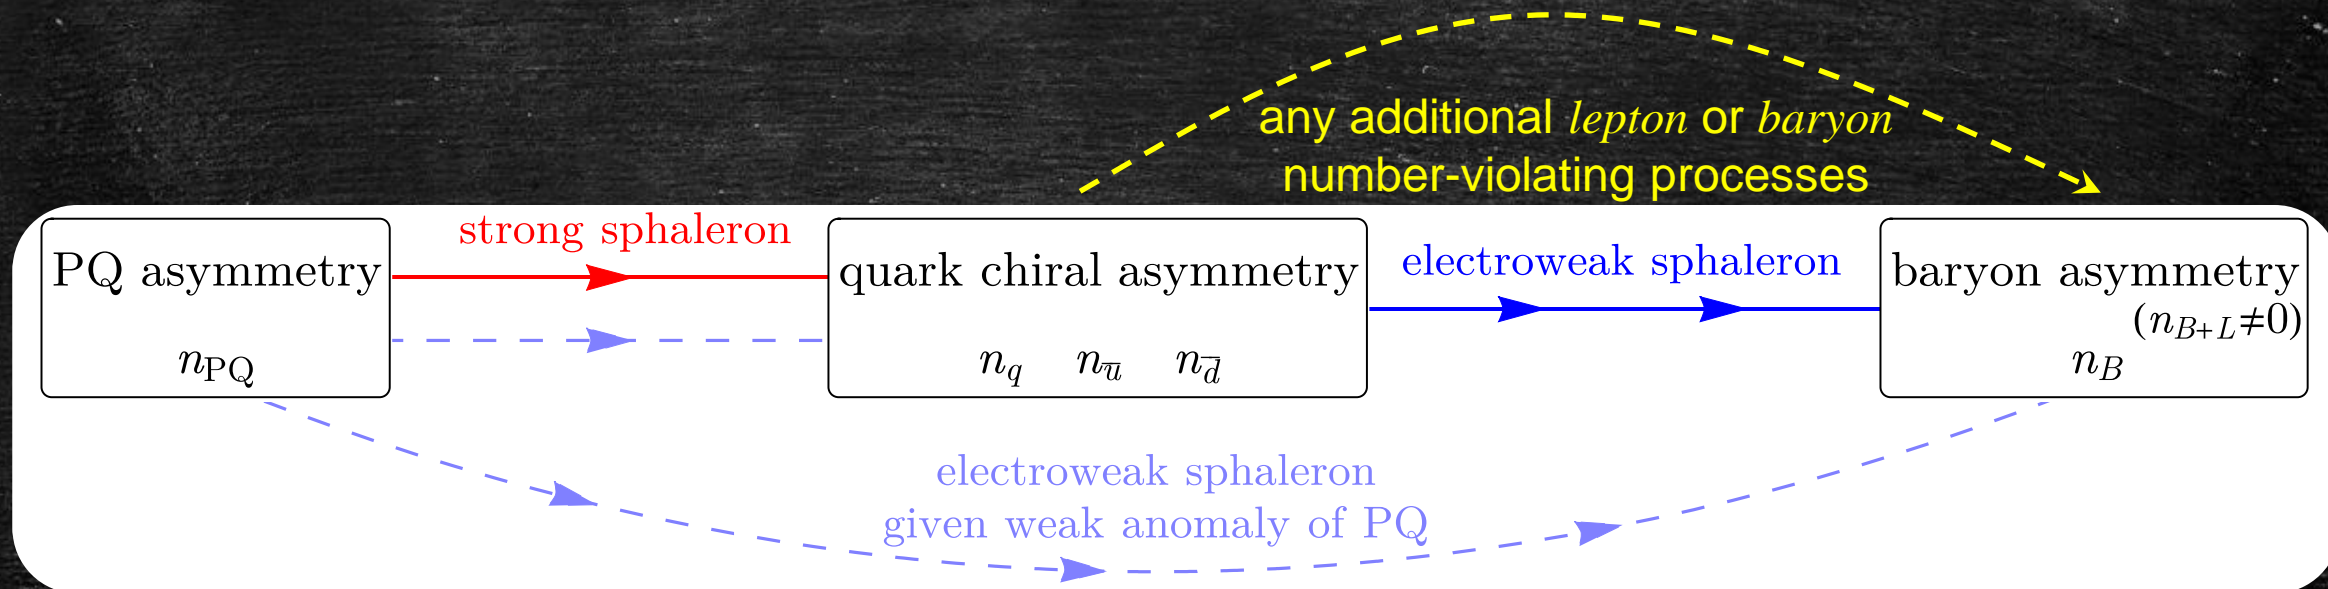 any additional lepton or baryon
number-violating processes
strong sphaleron
PQ asymmetry
n_PQ
quark chiral asymmetry
n_q n_ū n_d̄
electroweak sphaleron
baryon asymmetry
(n_{B+L}≠0)
n_B
electroweak sphaleron
given weak anomaly of PQ